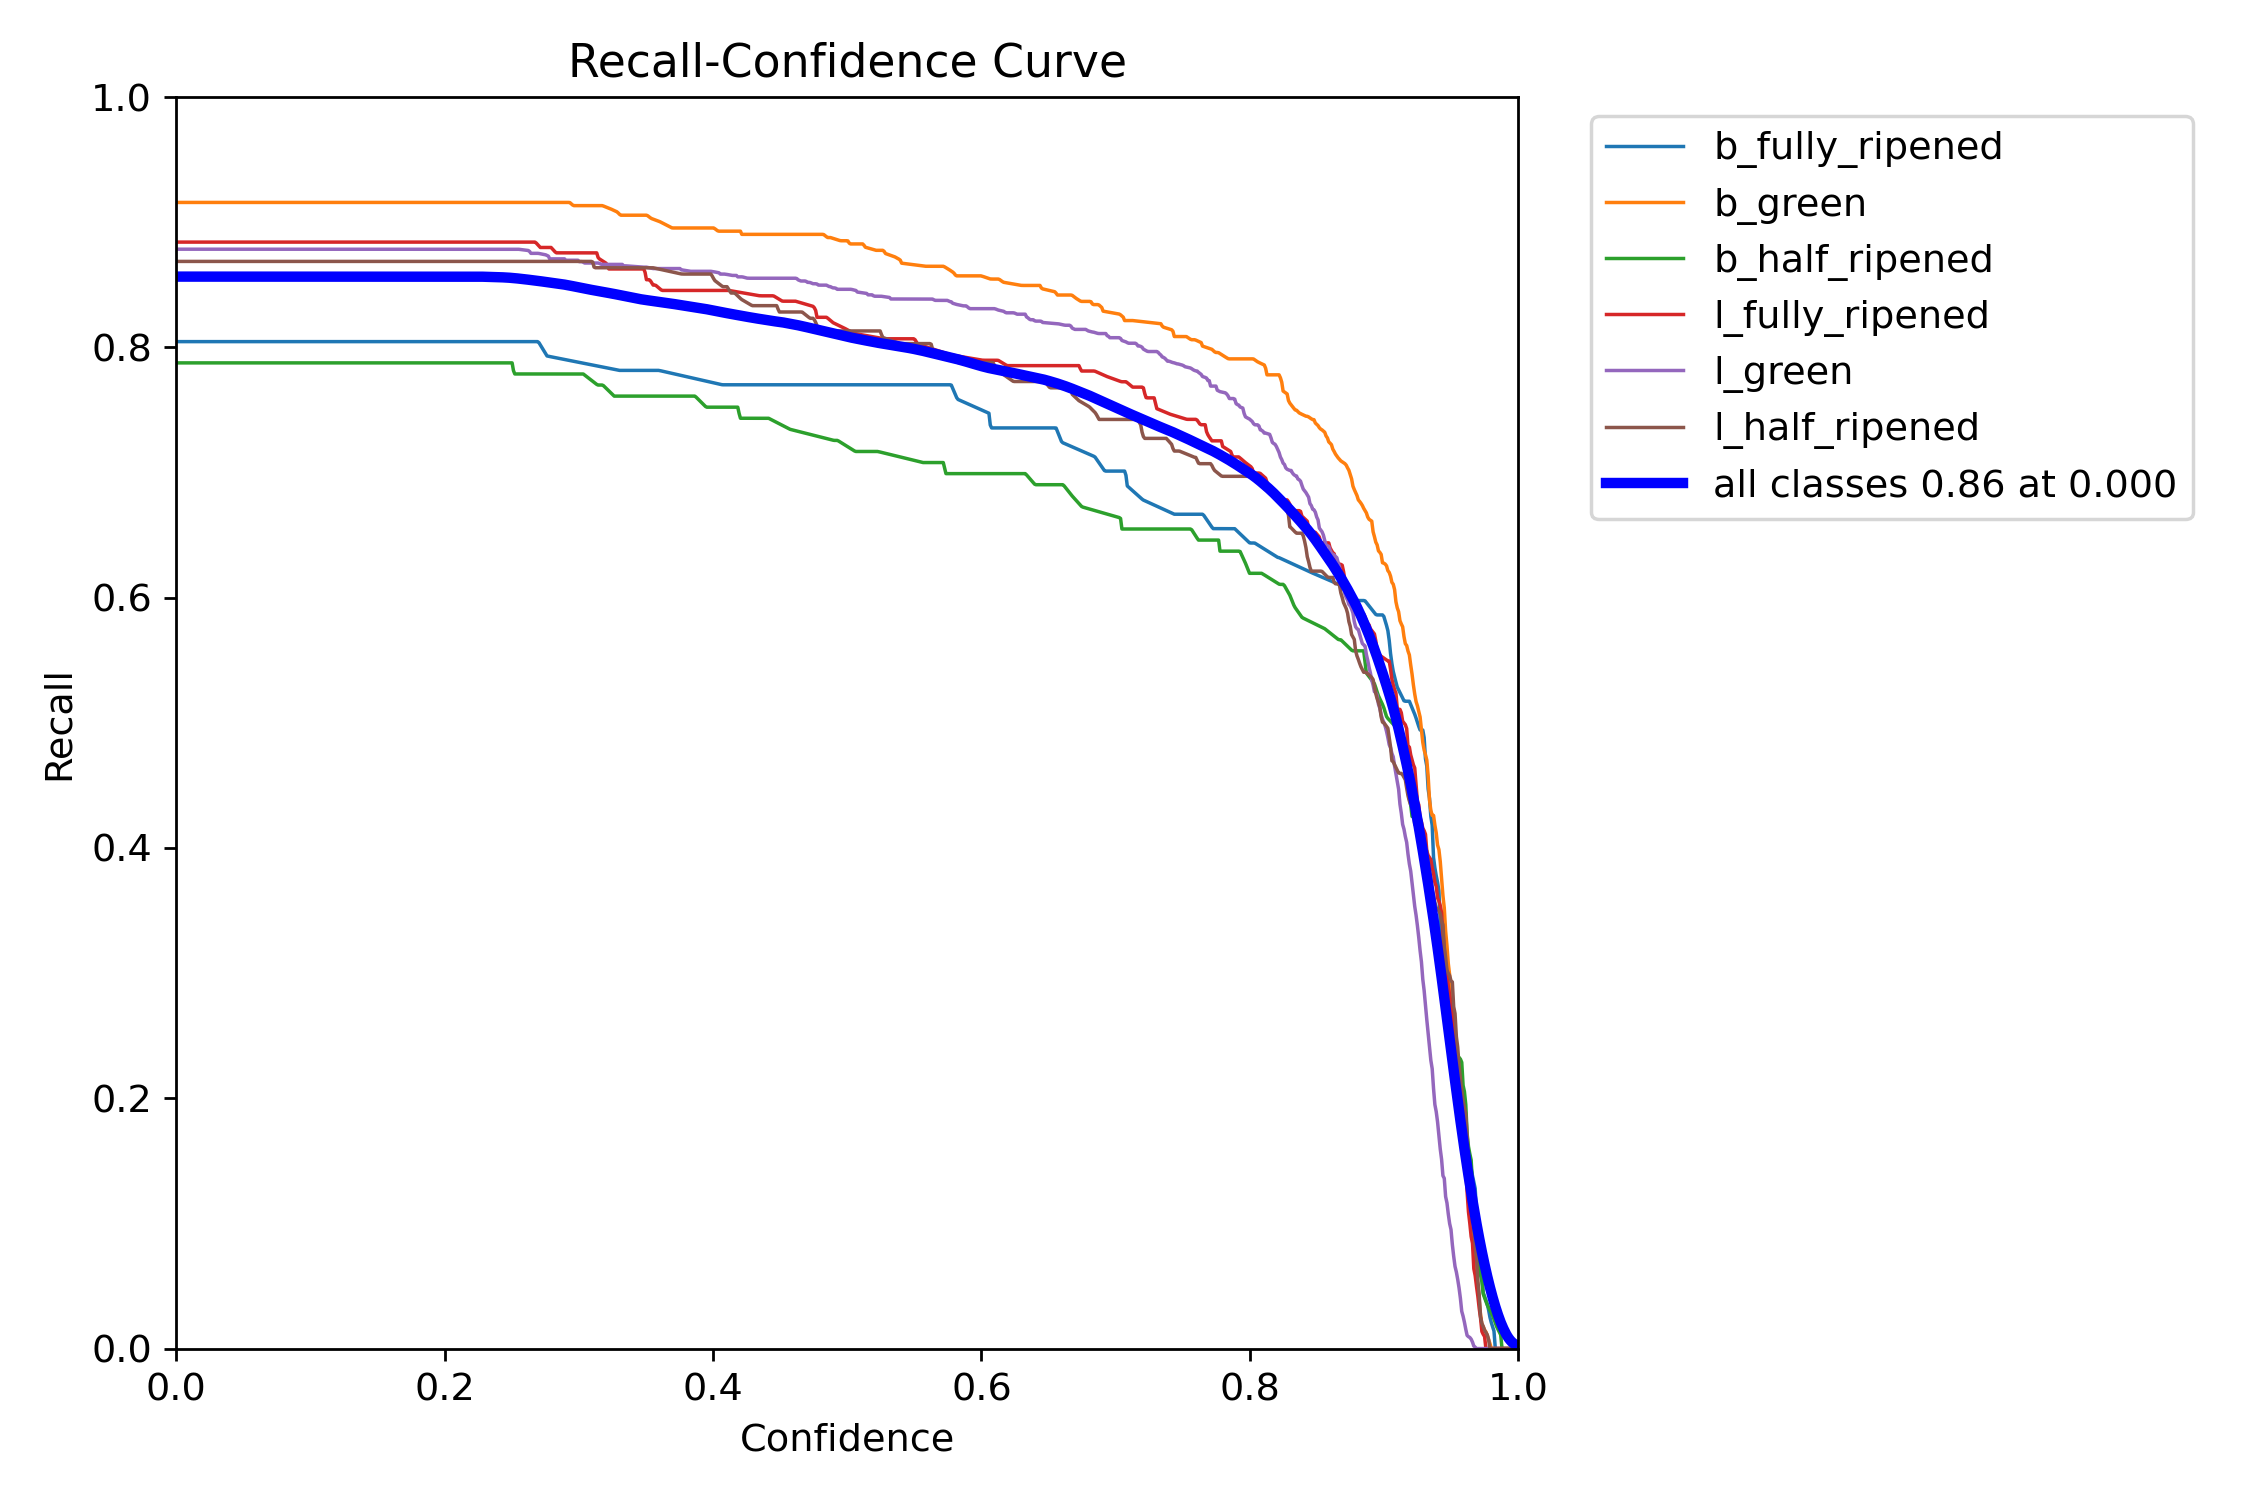 Recall-Confidence Curve
1.0
0.8
0.6
0.4
0.2
0.0
Recall
0.0 0.2 0.4 0.6 0.8 1.0
Confidence
b_fully_ripened
b_green
b_half_ripened
l_fully_ripened
l_green
l_half_ripened
all classes 0.86 at 0.000